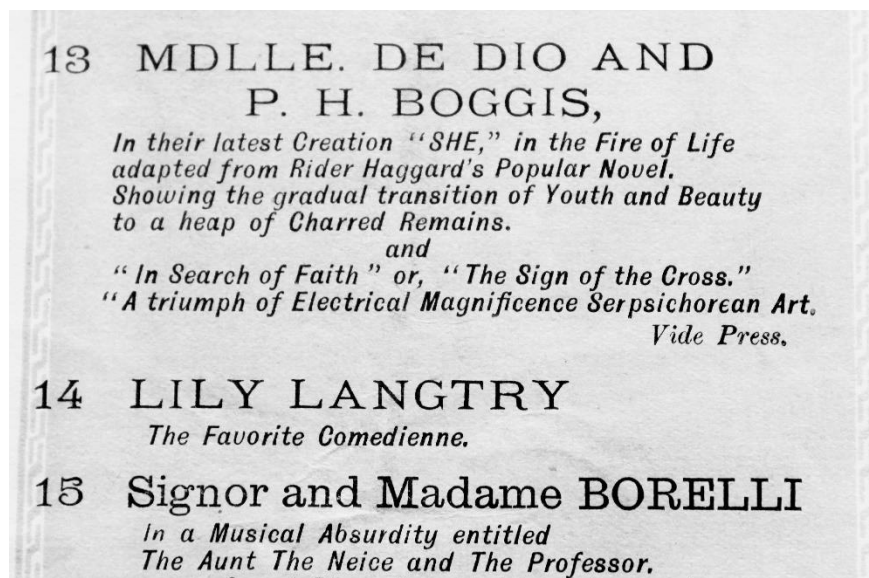 13 MDLLE. DE DIO AND
P. H. BOGGIS,
In their latest Creation "SHE," in the Fire of Life
adapted from Rider Haggard's Popular Novel.
Showing the gradual transition of Youth and Beauty
to a heap of Charred Remains.
and
"In Search of Faith" or, "The Sign of the Cross."
"A triumph of Electrical Magnificence Serpsichorean Art.
Vide Press.
14 LILY LANGTRY
The Favorite Comedienne.
15 Signor and Madame BORELLI
In a Musical Absurdity entitled
The Aunt The Neice and The Professor.